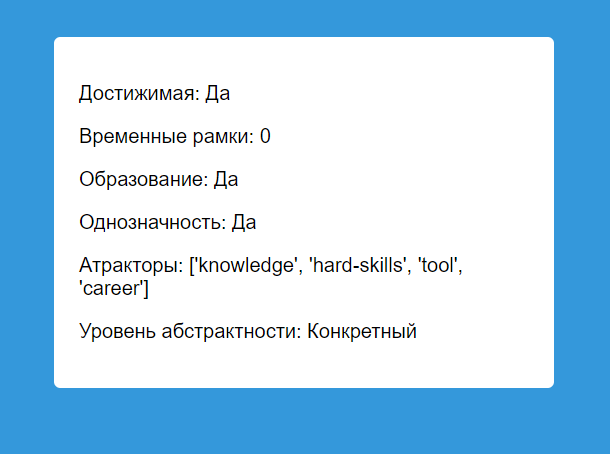 Достижимая: Да
Временные рамки: 0
Образование: Да
Однозначность: Да
Атракторы: ['knowledge', 'hard-skills', 'tool',
'career']
Уровень абстрактности: Конкретный